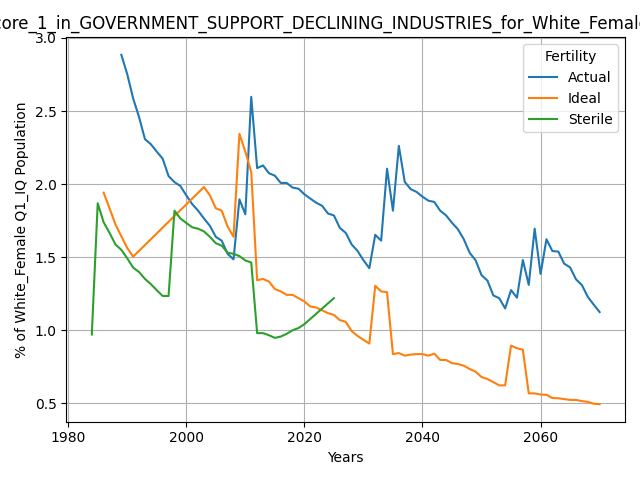 core_1_in_GOVERNMENT_SUPPORT_DECLINING_INDUSTRIES_for_White_Female
3.0
2.5
2.0
1.5
1.0
0.5
% of White_Female Q1_IQ Population
Fertility
Actual
Ideal
Sterile
1980
2000
2020
2040
2060
Years